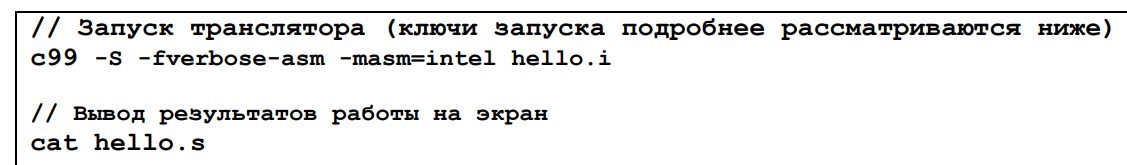 // Запуск транслятора (ключи запуска подробнее рассматриваются ниже)
c99 -S -fverbose-asm -masm=intel hello.i
// Вывод результатов работы на экран
cat hello.s